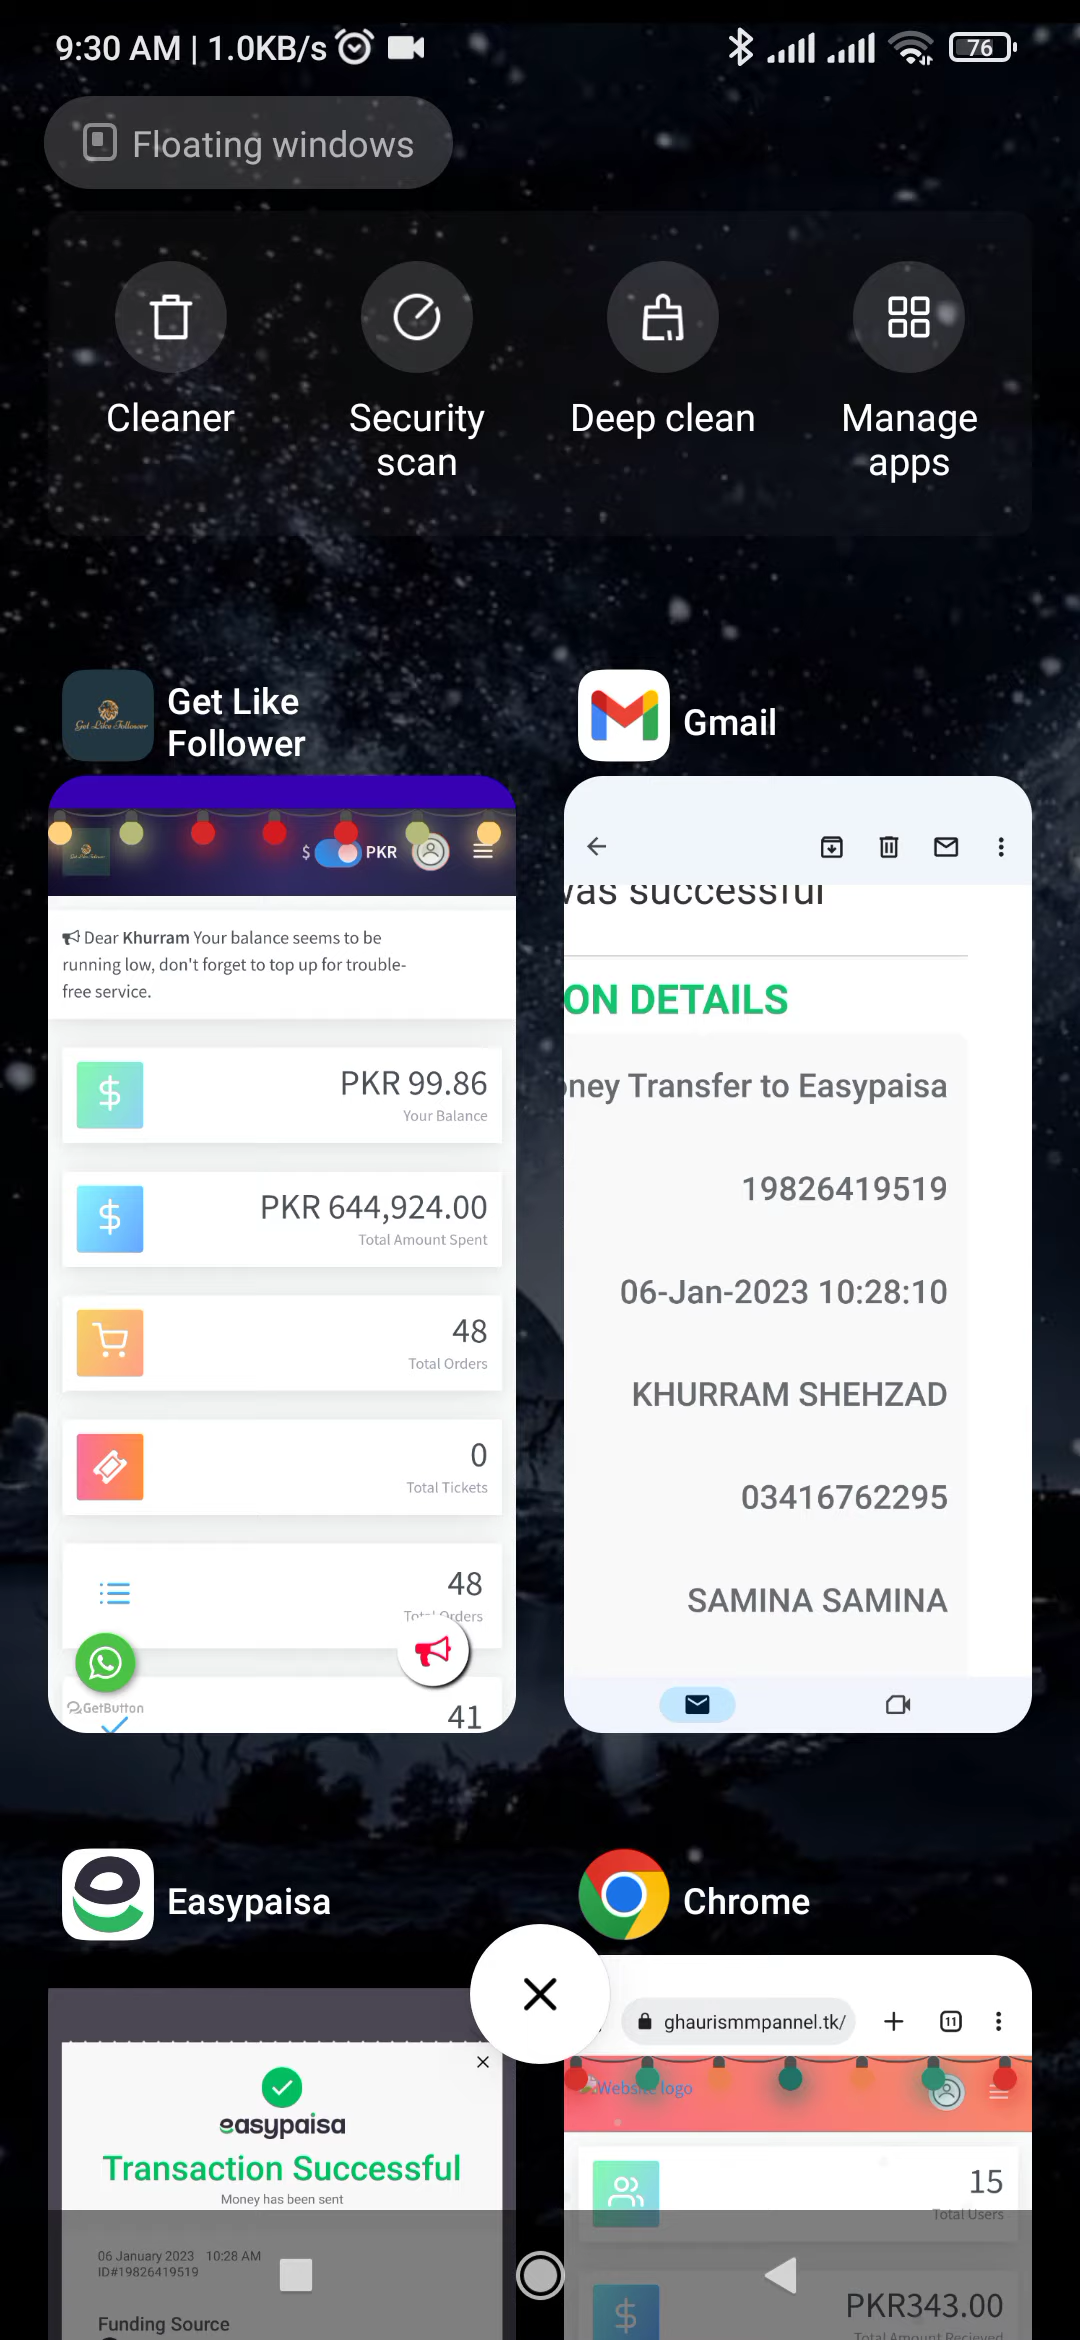 9:30 AM | 1.0KB/s
76
Floating windows
Cleaner
Security
scan
Deep clean
Manage
apps
Get Like
Follower
Get Like Follower
$ PKR
Dear Khurram Your balance seems to be
running low, don't forget to top up for trouble-
free service.
PKR 99.86
Your Balance
PKR 644,924.00
Total Amount Spent
48
Total Orders
0
Total Tickets
48
Total Orders
GetButton
41
Gmail
was successful
ON DETAILS
ney Transfer to Easypaisa
19826419519
06-Jan-2023 10:28:10
KHURRAM SHEHZAD
03416762295
SAMINA SAMINA
Easypaisa
easypaisa
Transaction Successful
Money has been sent
06 January 2023 10:28 AM
ID#19826419519
Funding Source
Chrome
ghaurismmpannel.tk/
11
Website logo
15
Total Users
PKR343.00
Total Amount Recieved